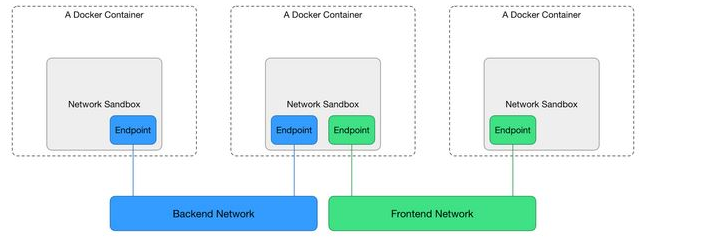 A Docker Container
A Docker Container
A Docker Container
Network Sandbox
Network Sandbox
Network Sandbox
Endpoint
Endpoint
Endpoint
Endpoint
Backend Network
Frontend Network